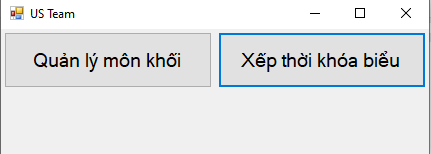 US Team
Quản lý môn khối
Xếp thời khóa biểu